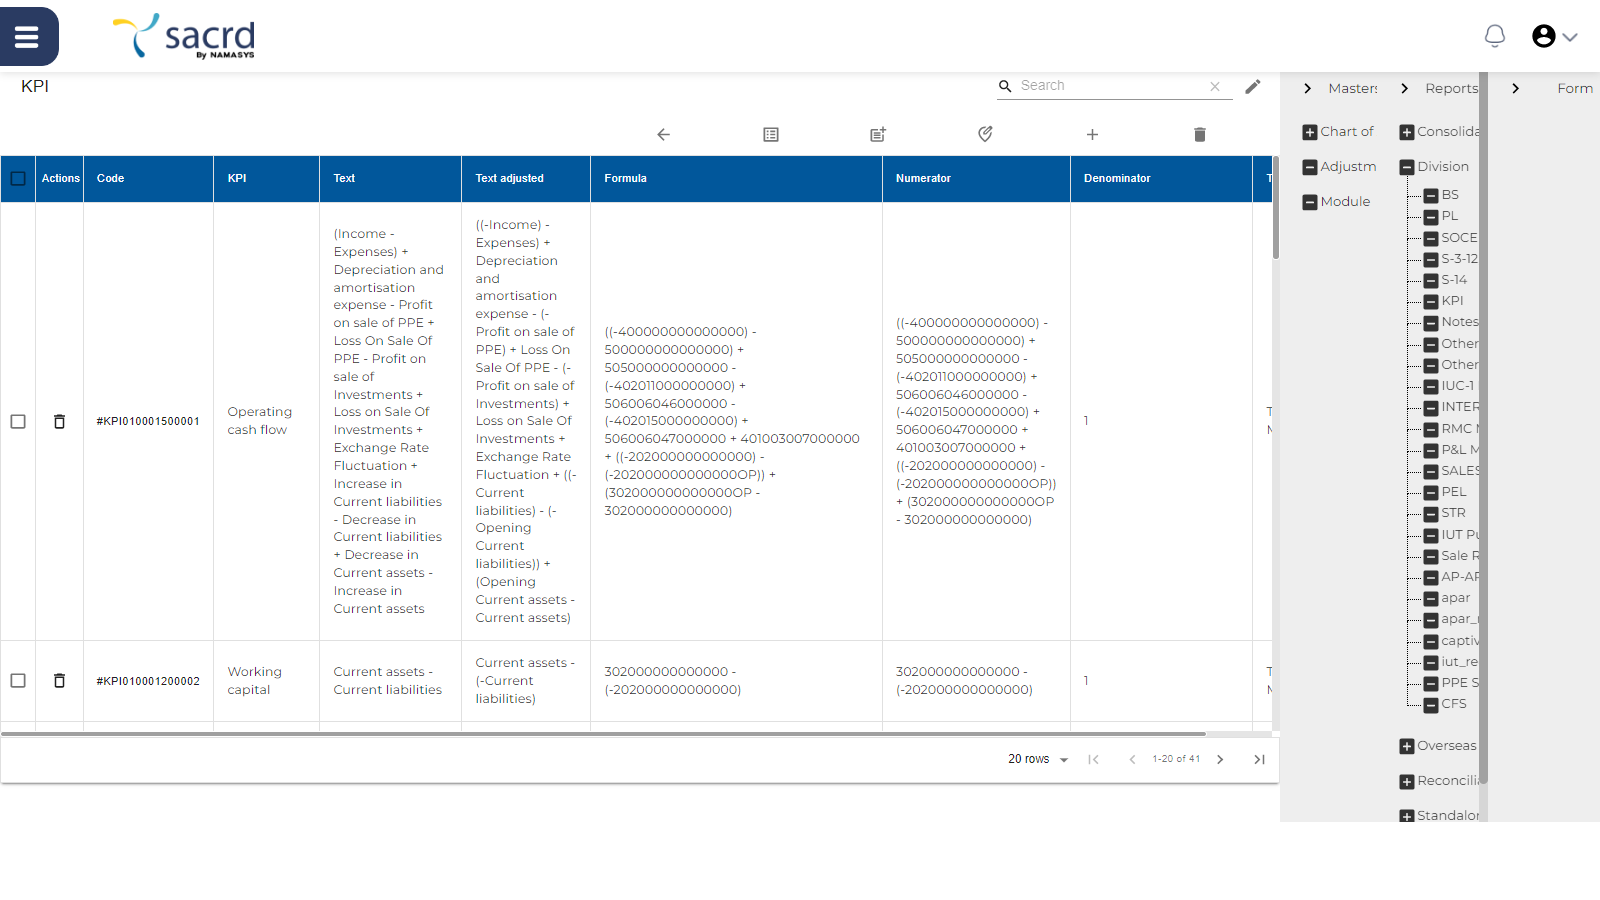 sacrd
By NAMASYS
KPI
Search
Masters
Reports
Form
Actions
Code
KPI
Text
Text adjusted
Formula
Numerator
Denominator
#KPI010001500001
Operating
cash flow
(Income -
Expenses) +
Depreciation and
amortisation
expense - Profit
on sale of PPE +
Loss On Sale Of
PPE - Profit on
sale of
Investments +
Loss on Sale Of
Investments +
Exchange Rate
Fluctuation +
Increase in
Current liabilities
- Decrease in
Current liabilities
+ Decrease in
Current assets -
Increase in
Current assets
((-Income) -
Expenses) +
Depreciation
and
amortisation
expense - (-
Profit on sale of
PPE) + Loss On
Sale Of PPE - (-
Profit on sale of
Investments) +
Loss on Sale Of
Investments +
Exchange Rate
Fluctuation + ((-
Current
liabilities) - (-
Opening
Current
liabilities)) +
(Opening
Current assets -
Current assets)
((-400000000000000) -
500000000000000) +
505000000000000 -
(-402011000000000) +
506006046000000 -
(-402015000000000) +
506006047000000 + 401003007000000
+ ((-202000000000000) -
(-202000000000000OP)) +
(302000000000000OP -
302000000000000)
((-400000000000000) -
500000000000000) +
505000000000000 -
(-402011000000000) +
506006046000000 -
(-402015000000000) +
506006047000000 +
401003007000000 +
((-202000000000000) -
(-202000000000000OP))
+ (302000000000000OP
- 302000000000000)
1
#KPI010001200002
Working
capital
Current assets -
Current liabilities
Current assets -
(-Current
liabilities)
302000000000000 -
(-202000000000000)
302000000000000 -
(-202000000000000)
1
20 rows
1-20 of 41
Chart of
Adjustm
Module
Consolida
Division
BS
PL
SOCE
S-3-12
S-14
KPI
Notes
Other
Other
IUC-1
INTER
RMC
P&L
SALES
PEL
STR
IUT Pu
Sale R
AP-AP
apar
apar_
captiv
iut_re
PPE S
CFS
Overseas
Reconcili
Standalon